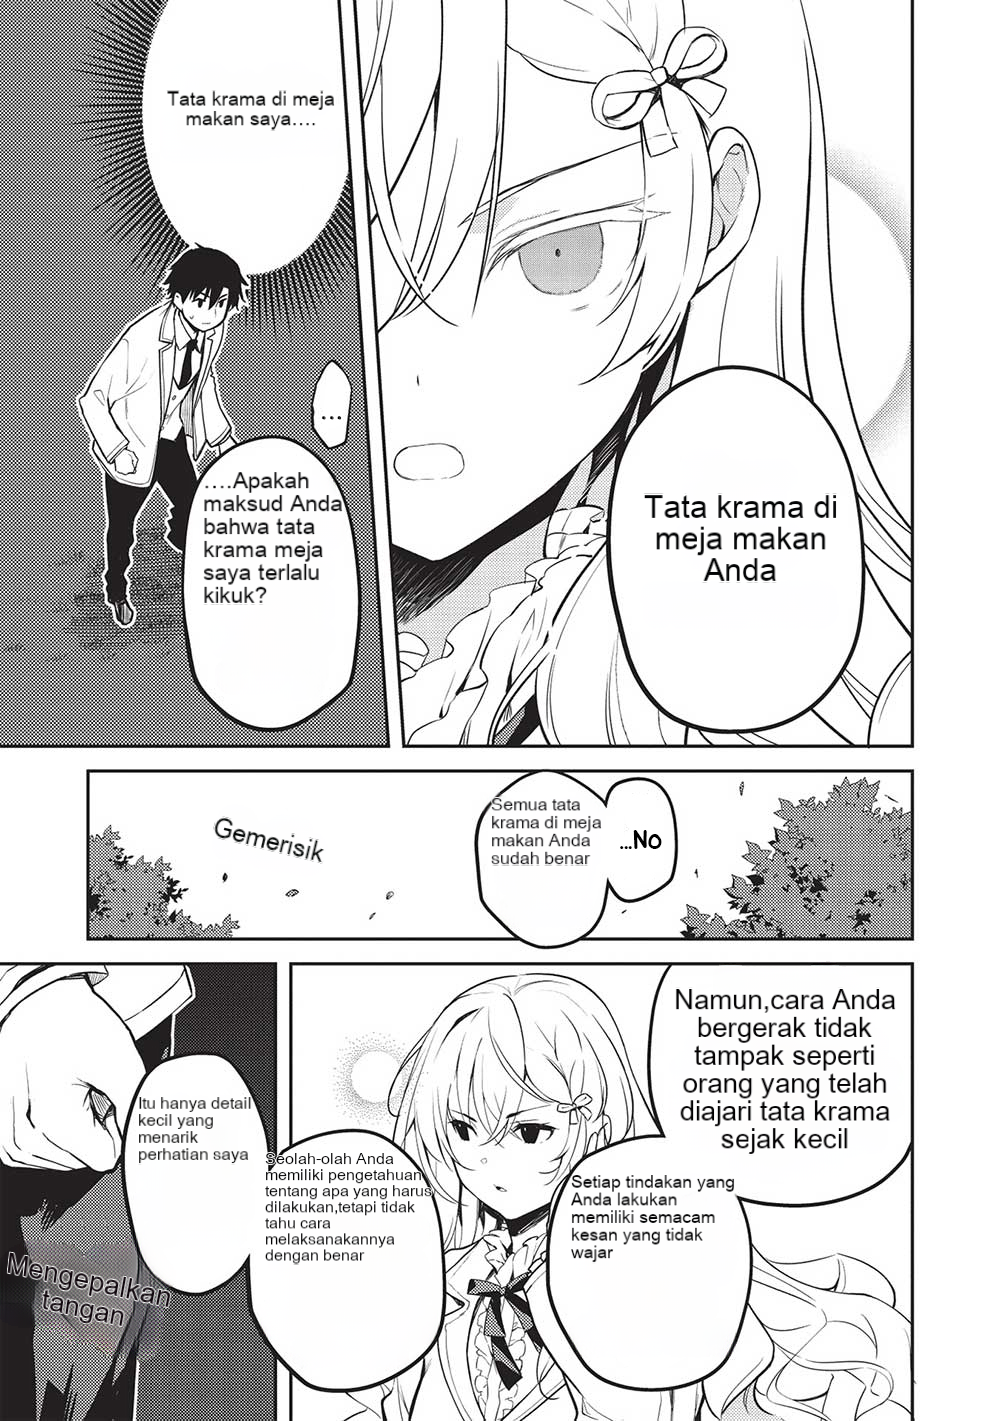 Tata krama di
meja makan
Anda
Tata krama di meja
makan saya....
...
....Apakah
maksud Anda
bahwa tata
krama meja
saya terlalu
kikuk?
...No
Semua tata
krama di meja
makan Anda
sudah benar
Gemerisik
Namun,cara Anda
bergerak tidak
tampak seperti
orang yang telah
diajari tata krama
sejak kecil
Setiap tindakan yang
Anda lakukan
memiliki semacam
kesan yang tidak
wajar
Seolah-olah Anda
memiliki pengetahuan
tentang apa yang harus
dilakukan,tetapi tidak
tahu cara
melaksanakannya
dengan benar
Itu hanya detail
kecil yang
menarik
perhatian saya
Mengepalkan
tangan